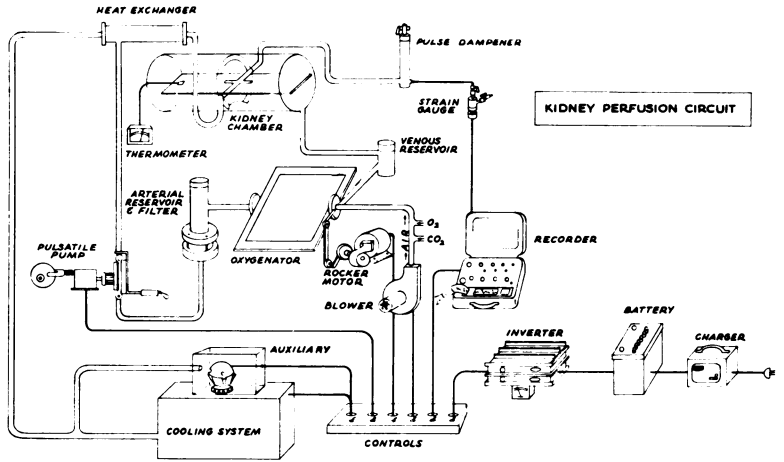 HEAT EXCHANGER
PULSE DAMPENER
STRAIN
GAUGE
KIDNEY PERFUSION CIRCUIT
KIDNEY
CHAMBER
THERMOMETER
VENOUS
RESERVOIR
ARTERIAL
RESERVOIR
& FILTER
OXYGENATOR
AIR
O2
CO2
RECORDER
PULSATILE
PUMP
ROCKER
MOTOR
BLOWER
AUXILIARY
INVERTER
BATTERY
CHARGER
COOLING SYSTEM
CONTROLS